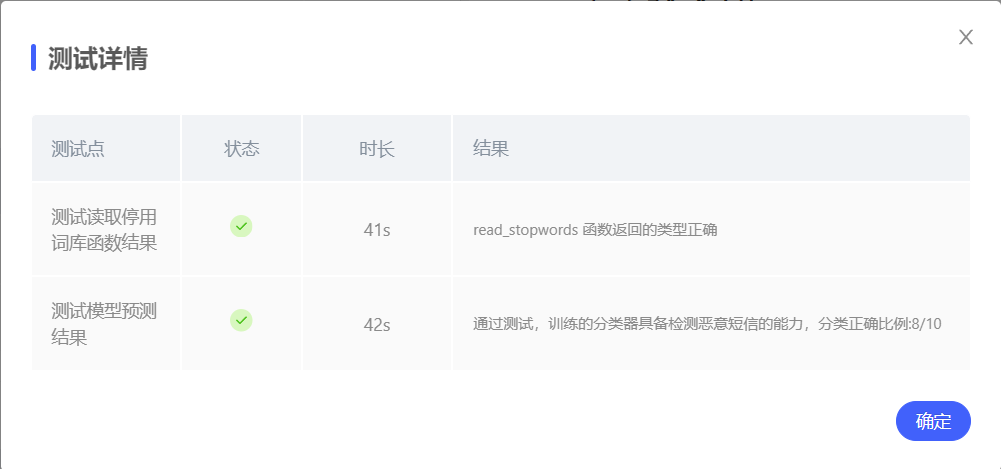 测试详情
测试点 状态 时长 结果
测试读取停用
词库函数结果
41s
read_stopwords 函数返回的类型正确
测试模型预测
结果
42s
通过测试，训练的分类器具备检测恶意短信的能力，分类正确比例:8/10
确定